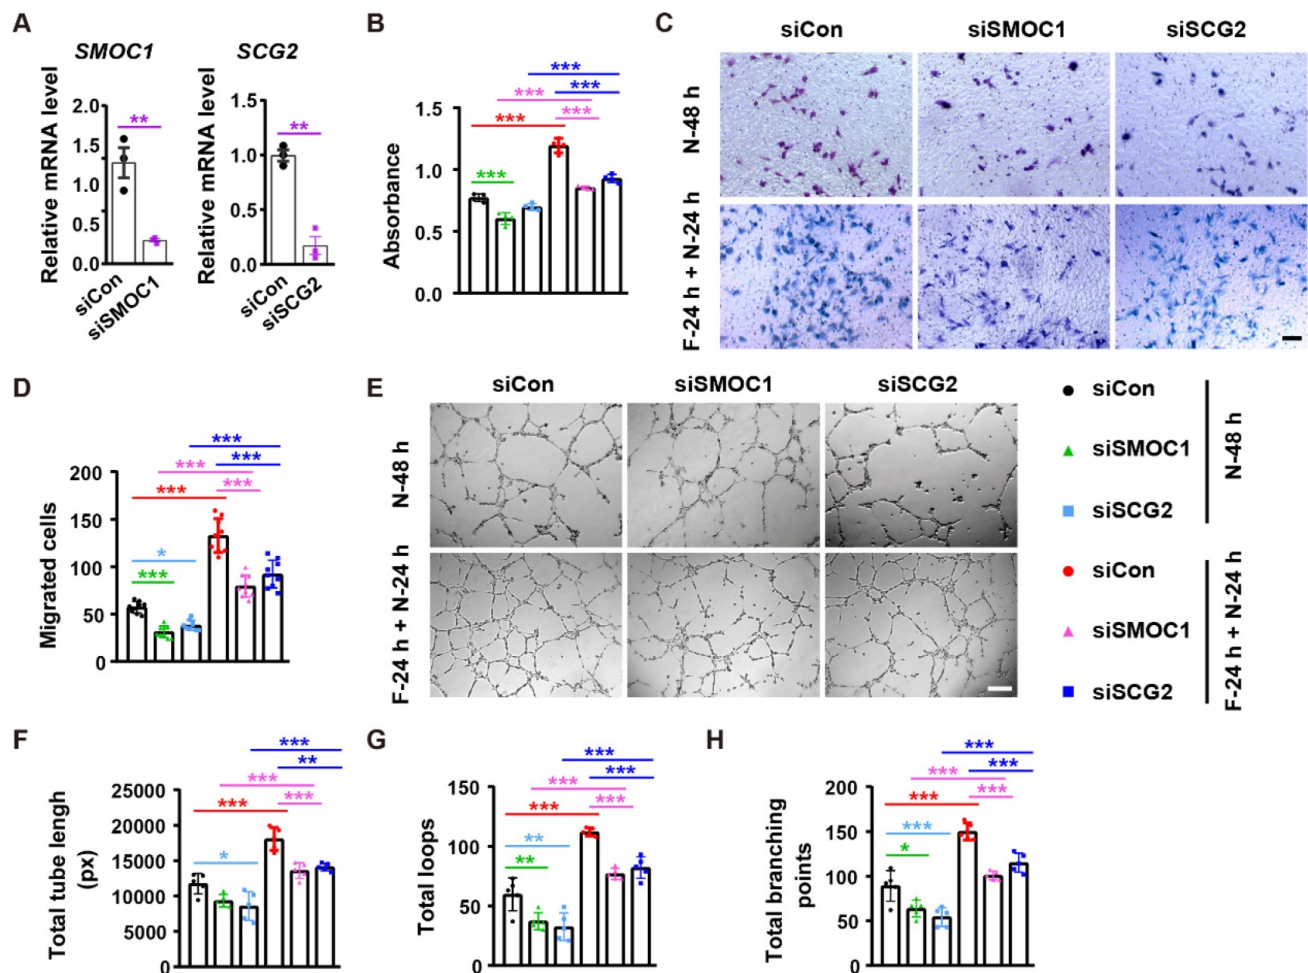 A
SMOC1
SCG2
Relative mRNA level
2.0
1.5
1.0
0.5
0.0
**
siCon
siSMOC1
Relative mRNA level
1.5
1.0
0.5
0.0
**
siCon
siSCG2
B
Absorbance
1.5
1.0
0.5
0.0
***
***
***
***
***
***
C
siCon
siSMOC1
siSCG2
N-48 h
F-24 h + N-24 h
D
Migrated cells
200
150
100
50
0
***
***
***
***
***
*
***
E
siCon
siSMOC1
siSCG2
N-48 h
F-24 h + N-24 h
siCon
siSMOC1
siSCG2
N-48 h
siCon
siSMOC1
siSCG2
F-24 h + N-24 h
F
Total tube lengh
(px)
25000
20000
15000
10000
5000
0
***
**
***
***
***
*
G
Total loops
150
100
50
0
***
***
***
***
***
**
**
H
Total branching
points
200
150
100
50
0
***
***
***
***
***
***
*